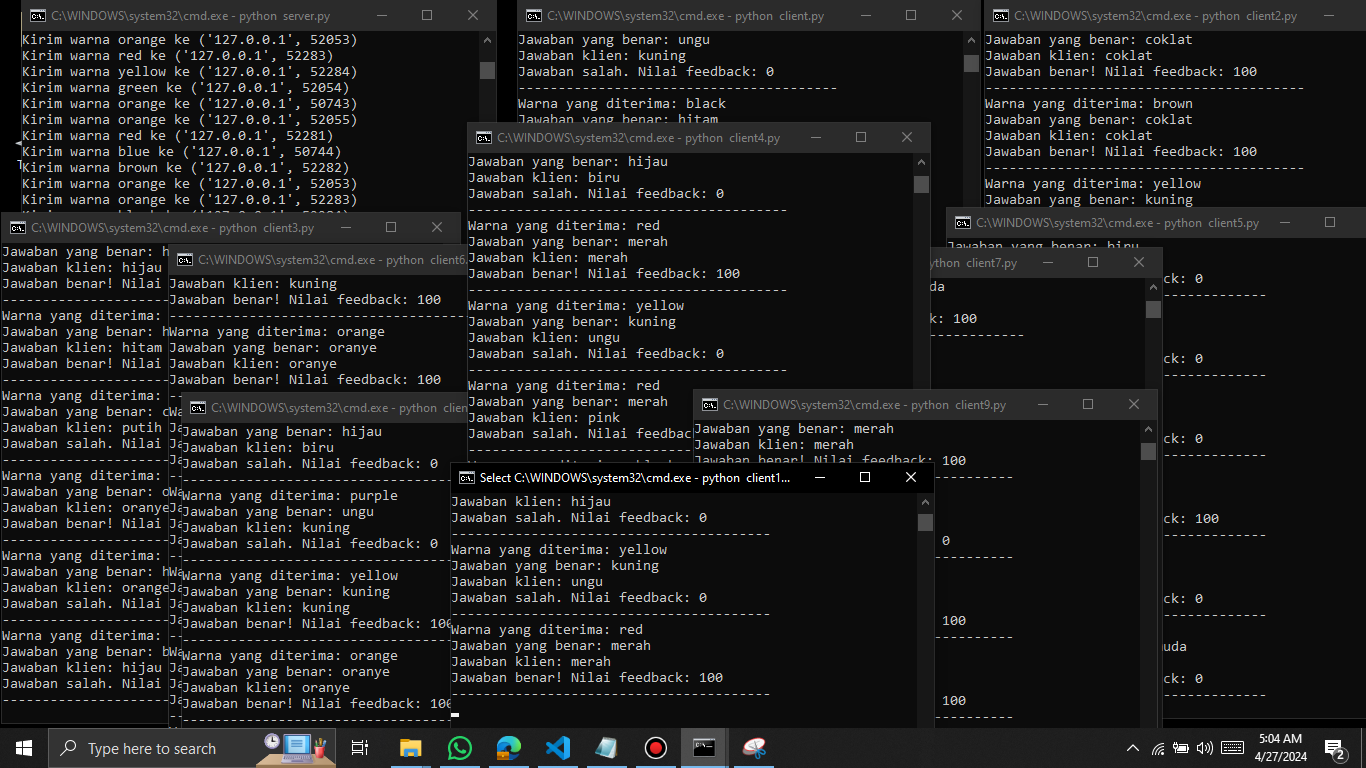 C:\WINDOWS\system32\cmd.exe - python server.py
Kirim warna orange ke ('127.0.0.1', 52053)
Kirim warna red ke ('127.0.0.1', 52283)
Kirim warna yellow ke ('127.0.0.1', 52284)
Kirim warna green ke ('127.0.0.1', 52054)
Kirim warna orange ke ('127.0.0.1', 50743)
Kirim warna orange ke ('127.0.0.1', 52055)
Kirim warna red ke ('127.0.0.1', 52281)
Kirim warna blue ke ('127.0.0.1', 50744)
Kirim warna brown ke ('127.0.0.1', 52282)
Kirim warna orange ke ('127.0.0.1', 52053)
Kirim warna orange ke ('127.0.0.1', 52283)
C:\WINDOWS\system32\cmd.exe - python client.py
Jawaban yang benar: ungu
Jawaban klien: kuning
Jawaban salah. Nilai feedback: 0
----------------------------------------
Warna yang diterima: black
Jawaban yang benar: hitam
C:\WINDOWS\system32\cmd.exe - python client2.py
Jawaban yang benar: coklat
Jawaban klien: coklat
Jawaban benar! Nilai feedback: 100
----------------------------------------
Warna yang diterima: brown
Jawaban yang benar: coklat
Jawaban klien: coklat
Jawaban benar! Nilai feedback: 100
----------------------------------------
Warna yang diterima: yellow
Jawaban yang benar: kuning
C:\WINDOWS\system32\cmd.exe - python client4.py
Jawaban yang benar: hijau
Jawaban klien: biru
Jawaban salah. Nilai feedback: 0
----------------------------------------
Warna yang diterima: red
Jawaban yang benar: merah
Jawaban klien: merah
Jawaban benar! Nilai feedback: 100
----------------------------------------
Warna yang diterima: yellow
Jawaban yang benar: kuning
Jawaban klien: ungu
Jawaban salah. Nilai feedback: 0
----------------------------------------
Warna yang diterima: red
Jawaban yang benar: merah
Jawaban klien: pink
Jawaban salah. Nilai feedbac
C:\WINDOWS\system32\cmd.exe - python client3.py
Jawaban yang benar: h
Jawaban klien: hijau
Jawaban benar! Nilai
Warna yang diterima:
Jawaban yang benar: h
Jawaban klien: hitam
Jawaban benar! Nilai
Warna yang diterima:
Jawaban yang benar: c
Jawaban klien: putih
Jawaban salah. Nilai
Warna yang diterima:
Jawaban yang benar: o
Jawaban klien: oranye
Jawaban benar! Nilai
Warna yang diterima:
Jawaban yang benar: h
Jawaban klien: orange
Jawaban salah. Nilai
Warna yang diterima:
Jawaban yang benar: b
Jawaban klien: hijau
Jawaban salah. Nilai
C:\WINDOWS\system32\cmd.exe - python client6.
Jawaban klien: kuning
Jawaban benar! Nilai feedback: 100
----------------------------------------
Warna yang diterima: orange
Jawaban yang benar: oranye
Jawaban klien: oranye
Jawaban benar! Nilai feedback: 100
C:\WINDOWS\system32\cmd.exe - python client
Jawaban yang benar: hijau
Jawaban klien: biru
Jawaban salah. Nilai feedback: 0
Warna yang diterima: purple
Jawaban yang benar: ungu
Jawaban klien: kuning
Jawaban salah. Nilai feedback: 0
Warna yang diterima: yellow
Jawaban yang benar: kuning
Jawaban klien: kuning
Jawaban benar! Nilai feedback: 100
Warna yang diterima: orange
Jawaban yang benar: oranye
Jawaban klien: oranye
Jawaban benar! Nilai feedback: 100
C:\WINDOWS\system32\cmd.exe - python client5.py
Jawaban yang benar: biru
ck: 0
ck: 0
ck: 0
ck: 100
ck: 0
uda
ck: 0
ython client7.py
da
k: 100
C:\WINDOWS\system32\cmd.exe - python client9.py
Jawaban yang benar: merah
Jawaban klien: merah
Jawaban benar! Nilai feedback: 100
0
100
100
Select C:\WINDOWS\system32\cmd.exe - python client1...
Jawaban klien: hijau
Jawaban salah. Nilai feedback: 0
----------------------------------------
Warna yang diterima: yellow
Jawaban yang benar: kuning
Jawaban klien: ungu
Jawaban salah. Nilai feedback: 0
----------------------------------------
Warna yang diterima: red
Jawaban yang benar: merah
Jawaban klien: merah
Jawaban benar! Nilai feedback: 100
----------------------------------------
Type here to search
5:04 AM
4/27/2024
2